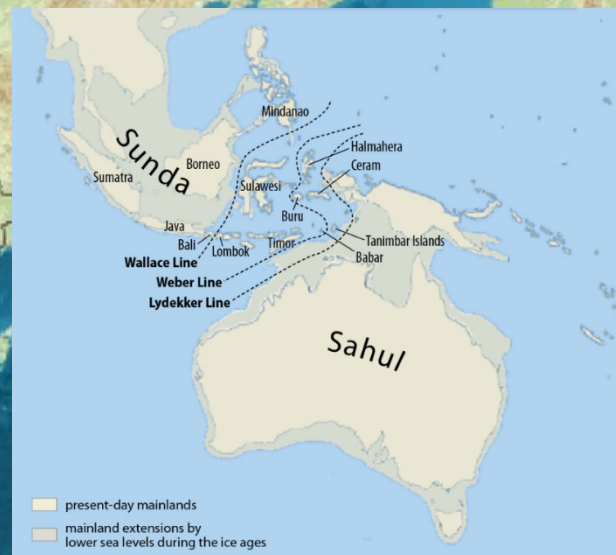 Mindanao
Halmahera
Ceram
Sunda
Borneo
Sumatra
Sulawesi
Buru
Java
Bali
Lombok
Timor
Tanimbar Islands
Babar
Wallace Line
Weber Line
Lydekker Line
Sahul
present-day mainlands
mainland extensions by
lower sea levels during the ice ages